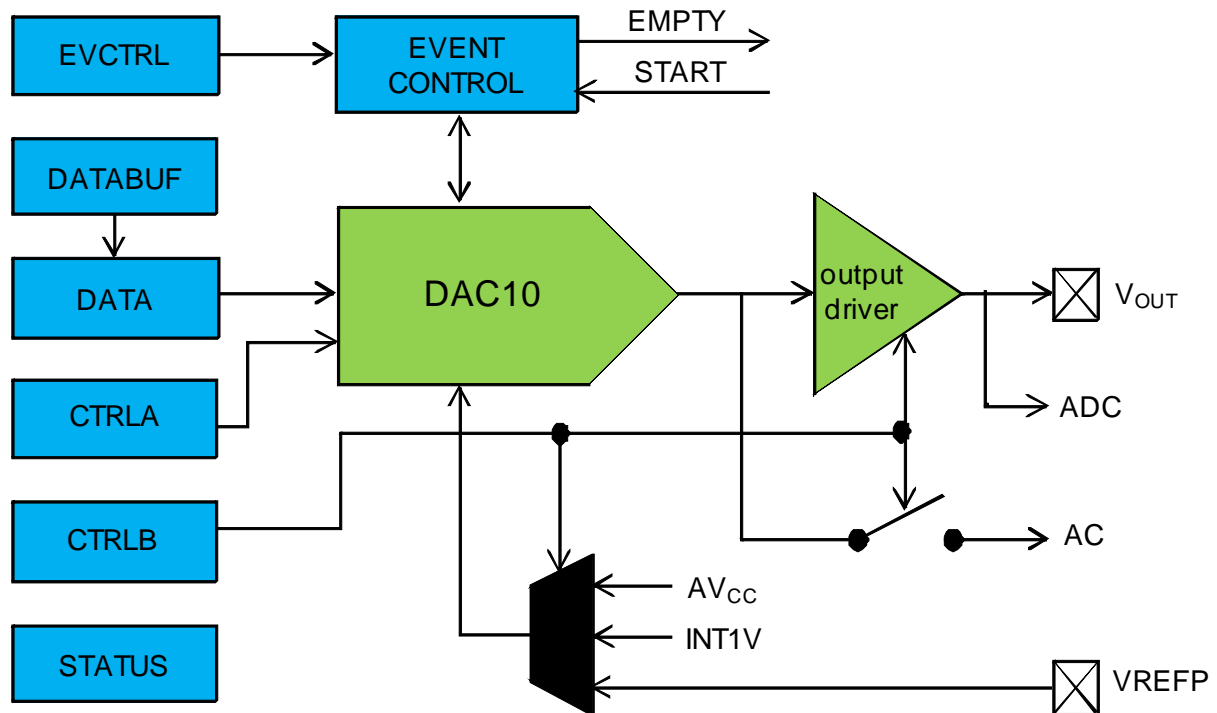 EVCTRL
EVENT
CONTROL
EMPTY
START
DATABUF
DATA
DAC10
output
driver
VOUT
CTRLA
ADC
CTRLB
AC
AVCC
INT1V
STATUS
VREFP